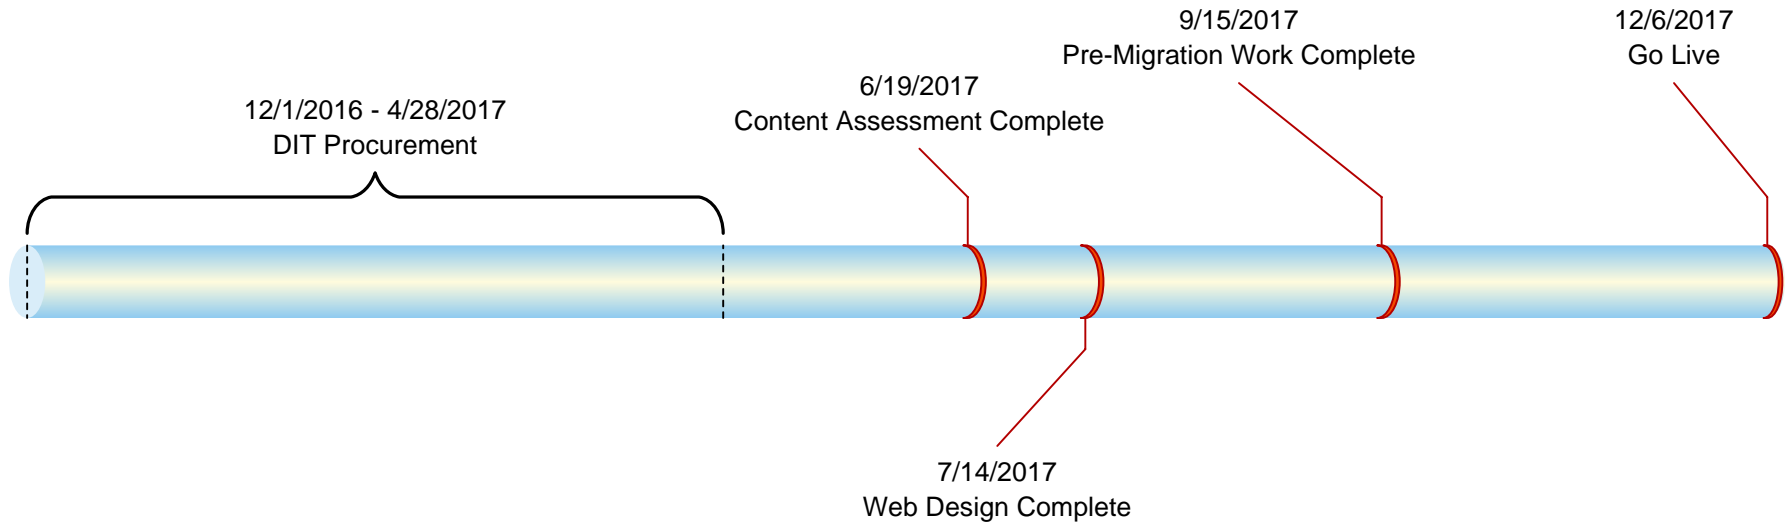 12/1/2016 - 4/28/2017
DIT Procurement
6/19/2017
Content Assessment Complete
9/15/2017
Pre-Migration Work Complete
12/6/2017
Go Live
7/14/2017
Web Design Complete